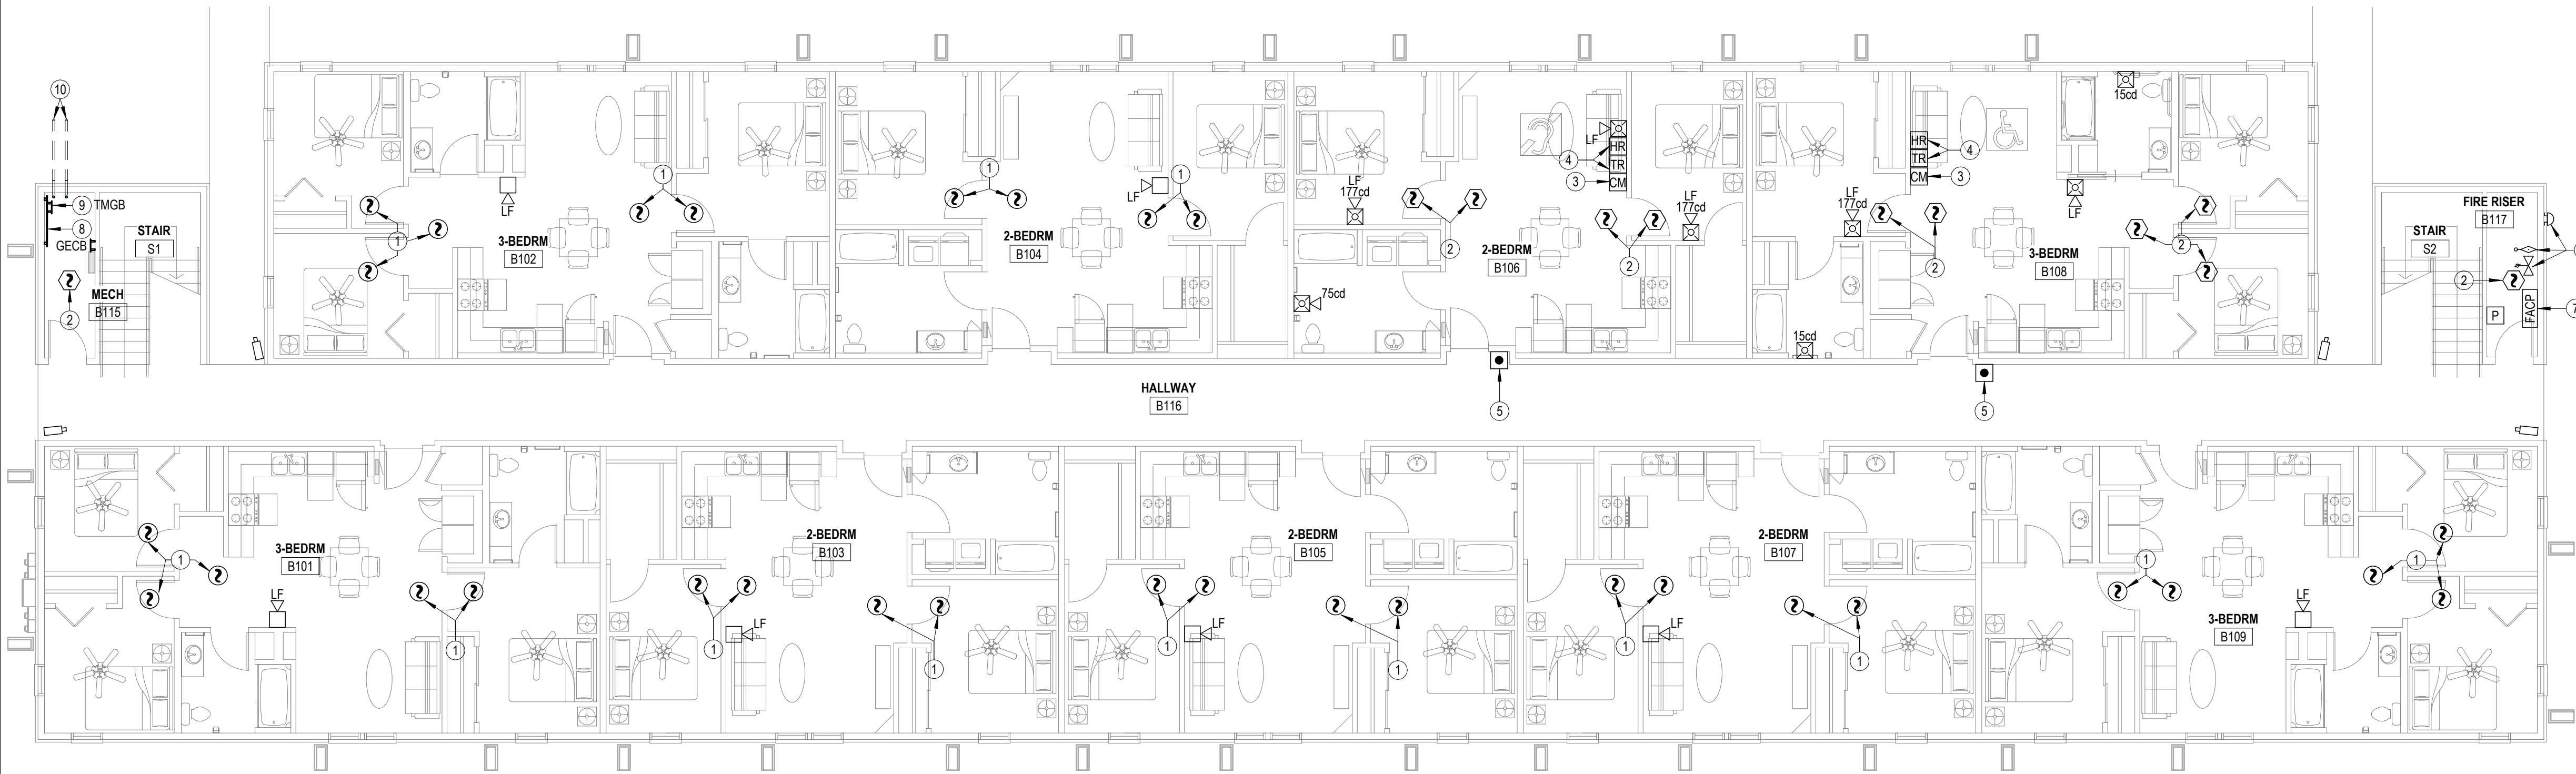 10
9 TMGB
8
GECB
STAIR
S1
MECH
B115
2
1
LF
3-BEDRM
B102
1
1
2-BEDRM
B104
LF
1
LF
177cd
75cd
2
2-BEDRM
B106
LF
HR
TR
CM
4
3
2
LF
177cd
LF
177cd
15cd
2
HR
TR
CM
4
3
15cd
LF
3-BEDRM
B108
2
STAIR
S2
FIRE RISER
B117
2
P
FACP
7
HALLWAY
B116
5
5
1
3-BEDRM
B101
LF
1
1
LF
2-BEDRM
B103
1
1
LF
2-BEDRM
B105
1
1
LF
2-BEDRM
B107
1
1
3-BEDRM
B109
LF
1